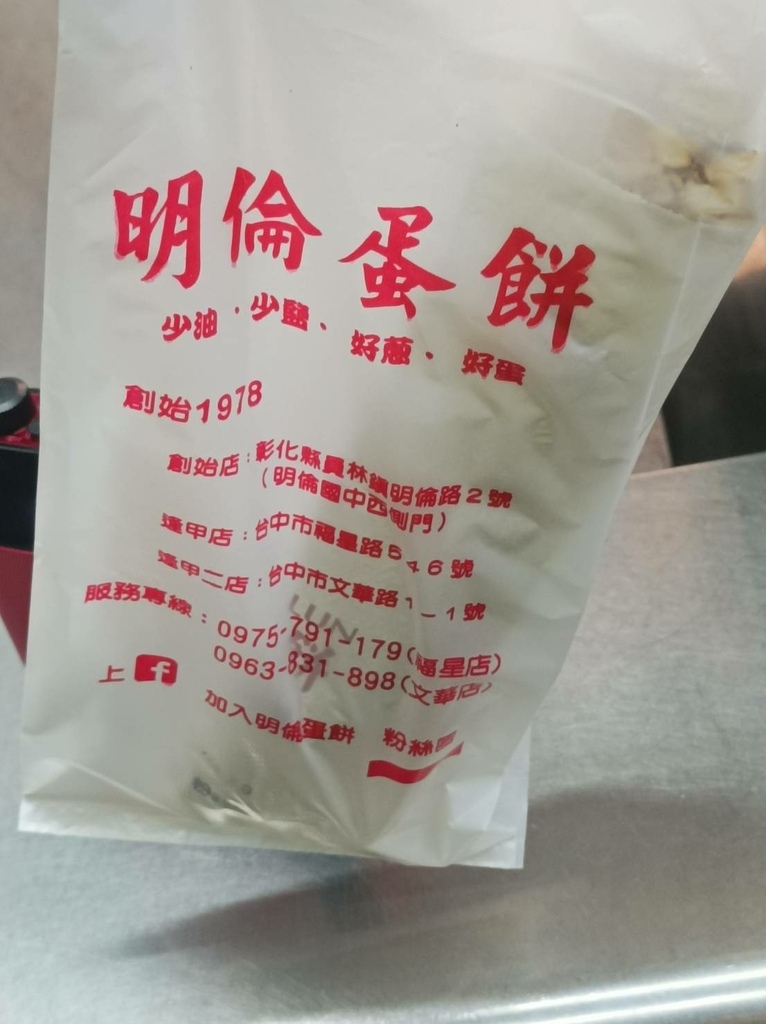 明倫蛋餅
少油·少鹽、好蔥·好蛋
創始1978
創始店:彰化縣員林鎮明倫路2號
(明倫國中西側門)
逢甲店:台中市福星路546號
逢甲二店:台中市文華路1-1號
服務專線:0975-791-179(福星店)
0963-831-898(文華店)
上 f
加入明倫蛋餅 粉絲團